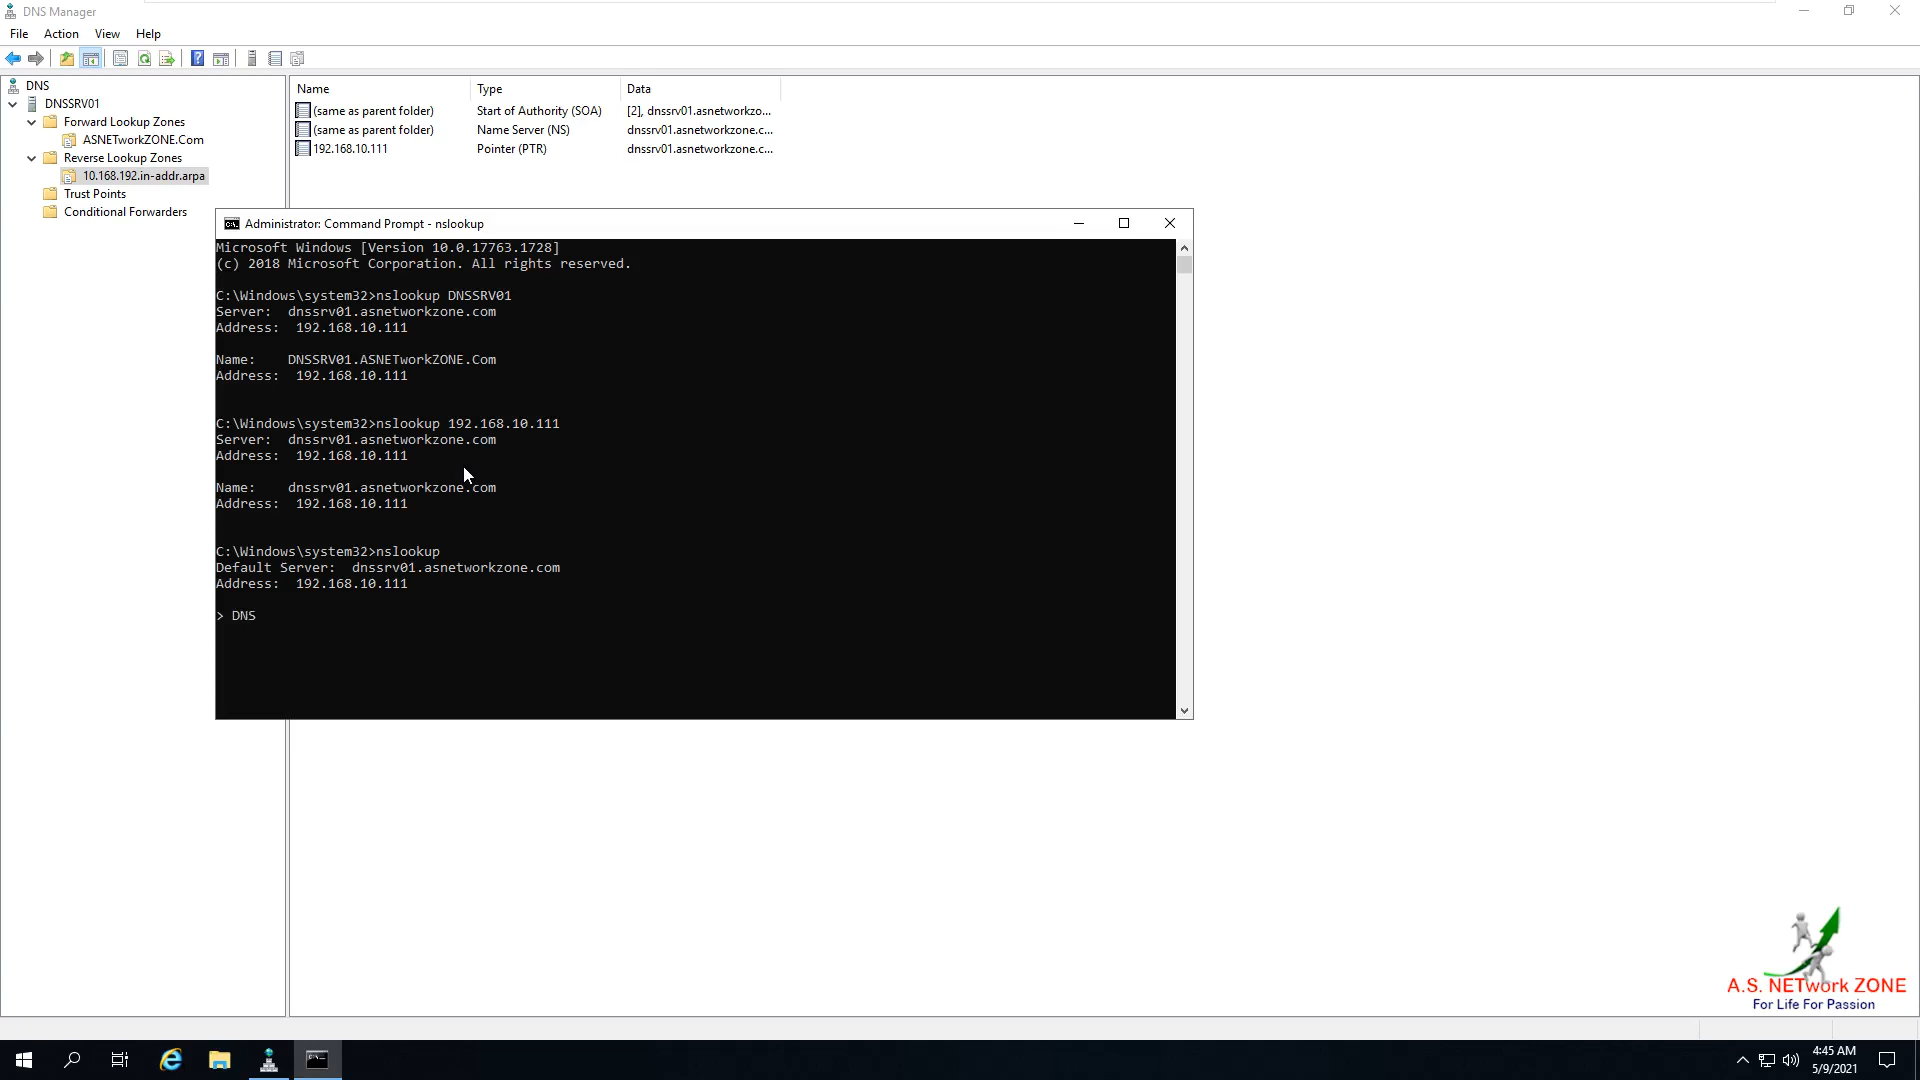 DNS Manager
File Action View Help
DNS
DNSSRV01
Forward Lookup Zones
ASNETworkZONE.Com
Reverse Lookup Zones
10.168.192.in-addr.arpa
Trust Points
Conditional Forwarders
Name Type Data
(same as parent folder) Start of Authority (SOA) [2], dnssrv01.asnetworkzo...
(same as parent folder) Name Server (NS) dnssrv01.asnetworkzone.c...
192.168.10.111 Pointer (PTR) dnssrv01.asnetworkzone.c...
Administrator: Command Prompt - nslookup
Microsoft Windows [Version 10.0.17763.1728]
(c) 2018 Microsoft Corporation. All rights reserved.
C:\Windows\system32>nslookup DNSSRV01
Server: dnssrv01.asnetworkzone.com
Address: 192.168.10.111
Name: DNSSRV01.ASNETworkZONE.Com
Address: 192.168.10.111
C:\Windows\system32>nslookup 192.168.10.111
Server: dnssrv01.asnetworkzone.com
Address: 192.168.10.111
Name: dnssrv01.asnetworkzone.com
Address: 192.168.10.111
C:\Windows\system32>nslookup
Default Server: dnssrv01.asnetworkzone.com
Address: 192.168.10.111
> DNS
A.S. NETwork ZONE
For Life For Passion
4:45 AM
5/9/2021